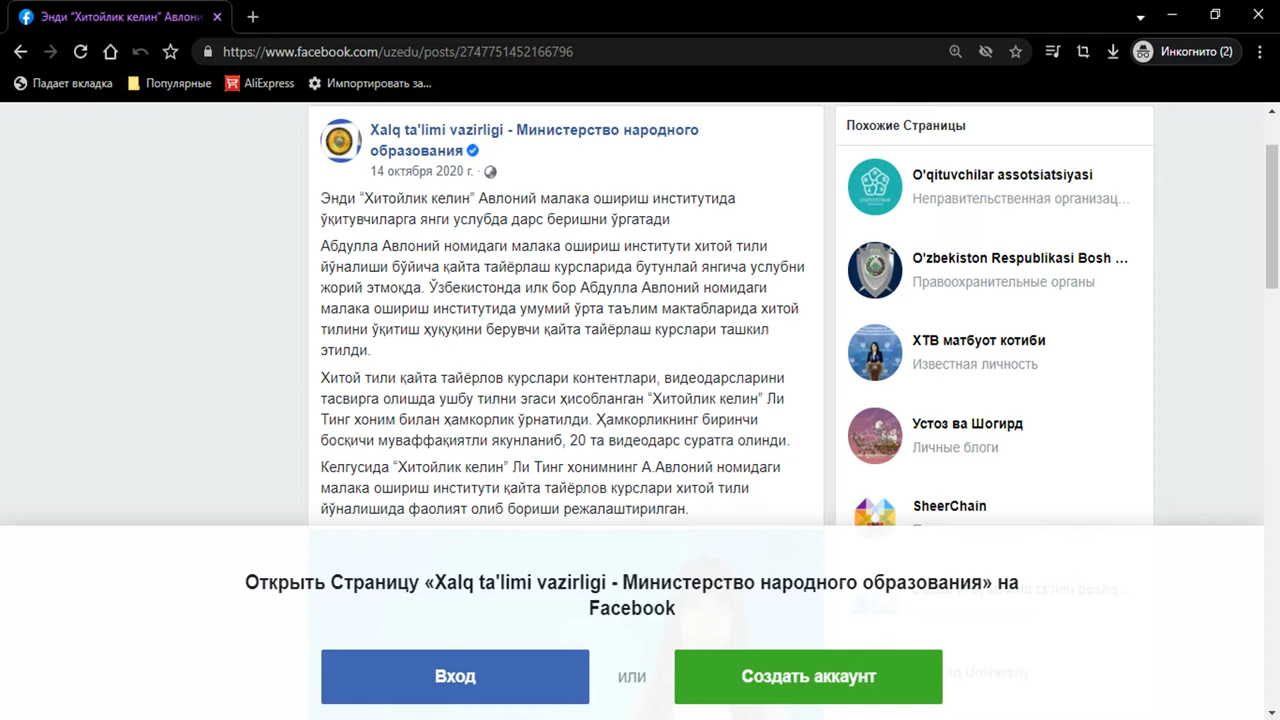 Энди “Хитойлик келин” Авлони
https://www.facebook.com/uzedu/posts/2747751452166796
Инкогнито (2)
Падает вкладка
Популярные
AliExpress
Импортировать за...
Xalq ta'limi vazirligi - Министерство народного
образования
14 октября 2020 г. ·
Энди “Хитойлик келин” Авлоний малака ошириш институтида
ўқитувчиларга янги услубда дарс беришни ўргатади
Абдулла Авлоний номидаги малака ошириш институти хитой тили
йўналиши бўйича қайта тайёрлаш курсларида бутунлай янгича услубни
жорий этмоқда. Ўзбекистонда илк бор Абдулла Авлоний номидаги
малака ошириш институтида умумий ўрта таълим мактабларида хитой
тилини ўқитиш ҳуқуқини берувчи қайта тайёрлаш курслари ташкил
этилди.
Хитой тили қайта тайёрлов курслари контентлари, видеодарсларини
тасвирга олишда ушбу тилни эгаси ҳисобланган “Хитойлик келин” Ли
Тинг хоним билан ҳамкорлик ўрнатилди. Ҳамкорликнинг биринчи
босқичи муваффақиятли якунланиб, 20 та видеодарс суратга олинди.
Келгусида “Хитойлик келин” Ли Тинг хонимнинг А.Авлоний номидаги
малака ошириш институти қайта тайёрлов курслари хитой тили
йўналишида фаолият олиб бориши режалаштирилган.
Похожие Страницы
O'qituvchilar assotsiatsiyasi
Неправительственная организац...
O'zbekiston Respublikasi Bosh ...
Правоохранительные органы
ХТВ матбуот котиби
Известная личность
Устоз ва Шогирд
Личные блоги
SheerChain
Открыть Страницу «Xalq ta'limi vazirligi - Министерство народного образования» на
Facebook
Вход
или
Создать аккаунт